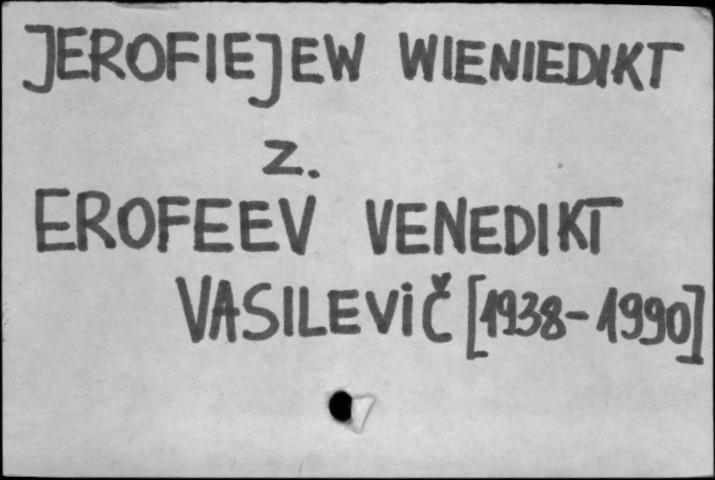 JEROFIEJEW WIENIEDIKT
z.
EROFEEV VENEDIKT
VASILEViČ [1938-1990]